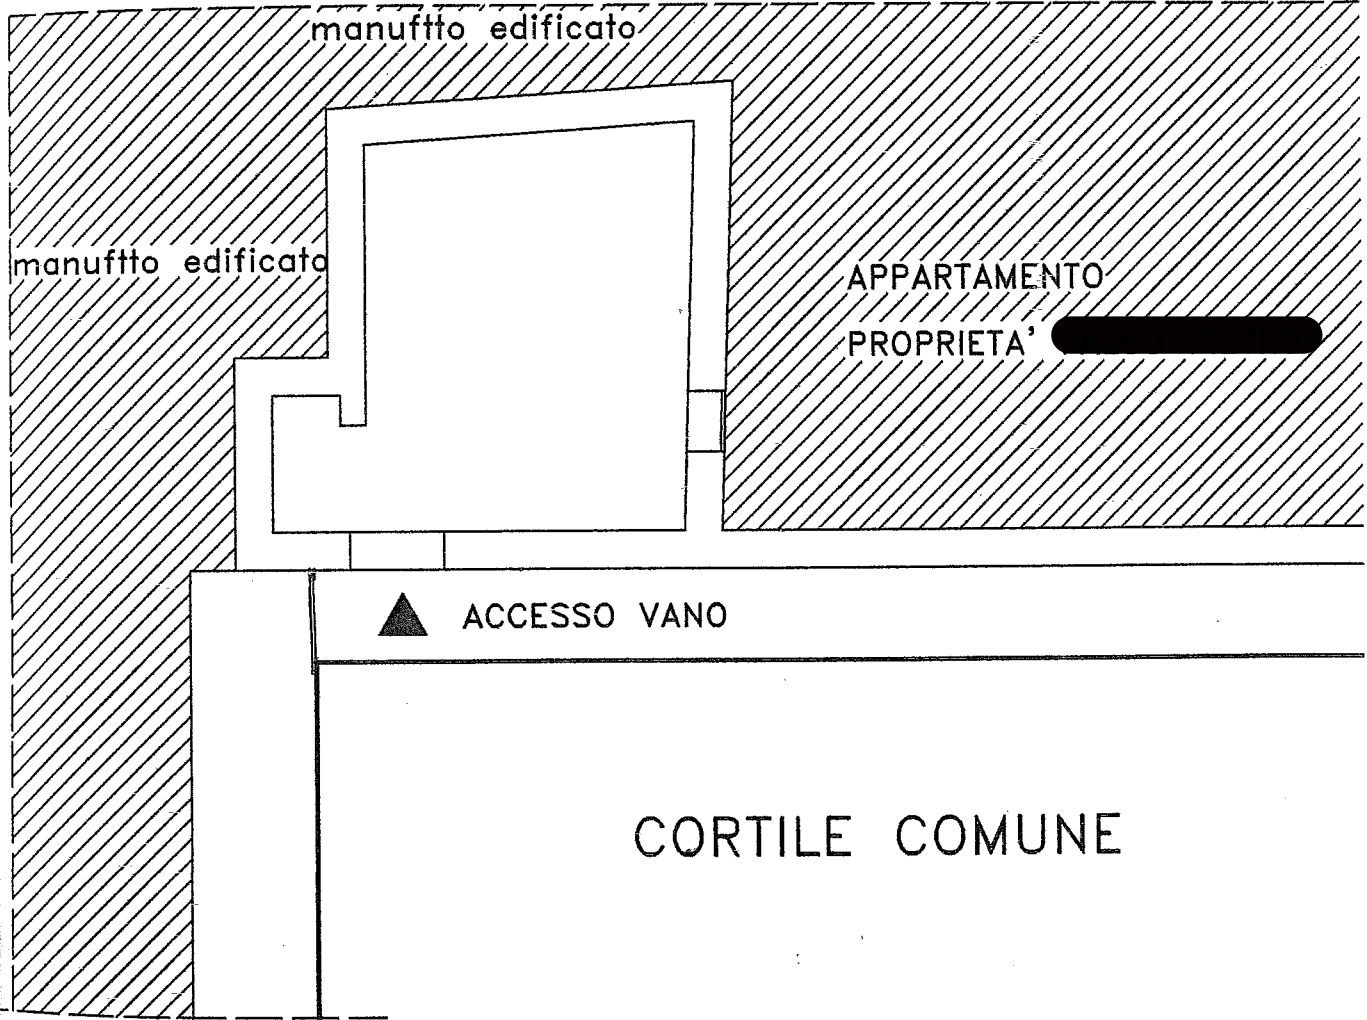 manuftto edificato
manuftto edificato
APPARTAMENTO
PROPRIETA'
ACCESSO VANO
CORTILE COMUNE